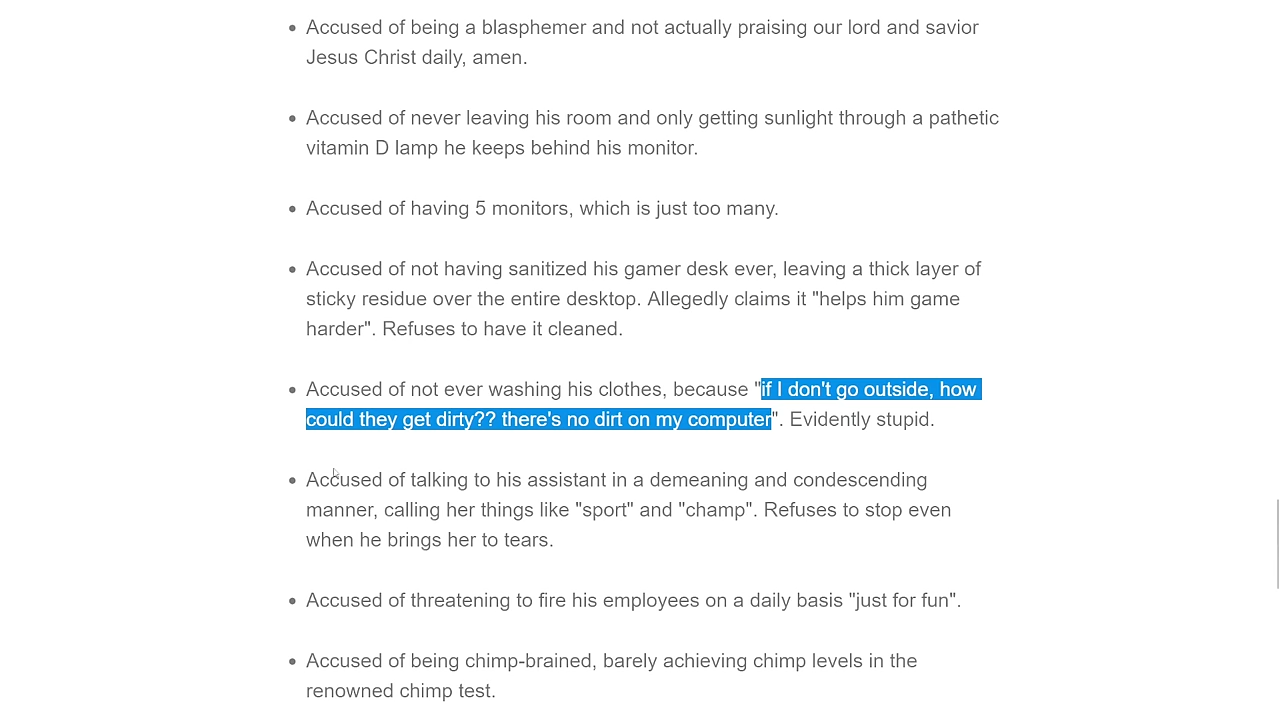 Accused of being a blasphemer and not actually praising our lord and savior
Jesus Christ daily, amen.
Accused of never leaving his room and only getting sunlight through a pathetic
vitamin D lamp he keeps behind his monitor.
Accused of having 5 monitors, which is just too many.
Accused of not having sanitized his gamer desk ever, leaving a thick layer of
sticky residue over the entire desktop. Allegedly claims it "helps him game
harder". Refuses to have it cleaned.
Accused of not ever washing his clothes, because "if I don't go outside, how
could they get dirty?? there's no dirt on my computer". Evidently stupid.
Accused of talking to his assistant in a demeaning and condescending
manner, calling her things like "sport" and "champ". Refuses to stop even
when he brings her to tears.
Accused of threatening to fire his employees on a daily basis "just for fun".
Accused of being chimp-brained, barely achieving chimp levels in the
renowned chimp test.